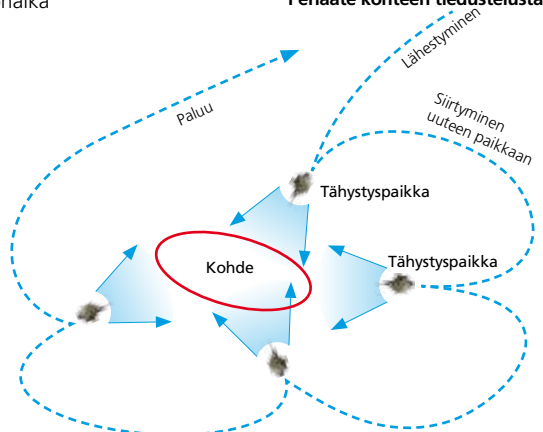 Periaate kohteen tiedustelusta
Lähestyminen
Paluu
Siirtyminen
uuteen paikkaan
Tähystyspaikka
Kohde
Tähystyspaikka